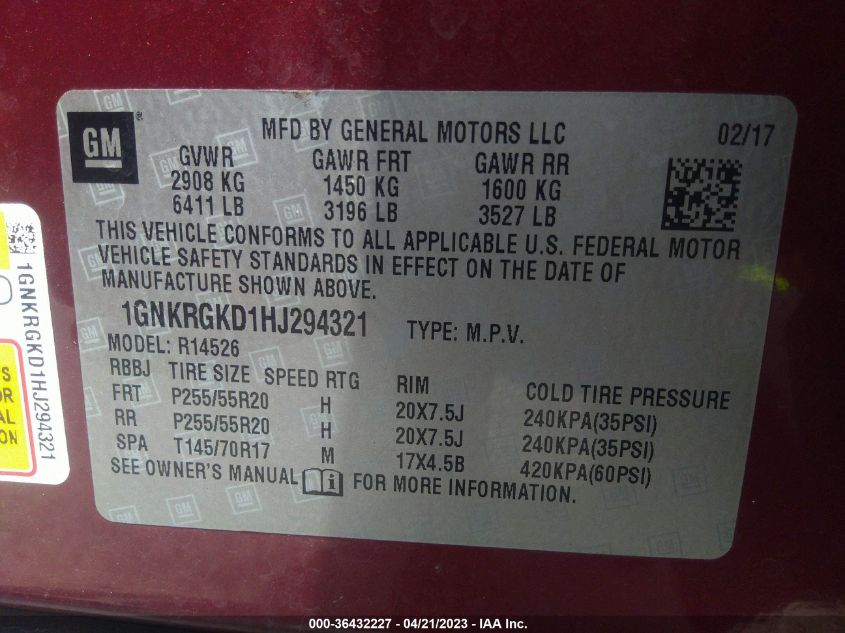 GM
MFD BY GENERAL MOTORS LLC 02/17
GVWR GAWR FRT GAWR RR
2908 KG 1450 KG 1600 KG
6411 LB 3196 LB 3527 LB
THIS VEHICLE CONFORMS TO ALL APPLICABLE U.S. FEDERAL MOTOR
VEHICLE SAFETY STANDARDS IN EFFECT ON THE DATE OF
MANUFACTURE SHOWN ABOVE.
1GNKRGKD1HJ294321 TYPE: M.P.V.
MODEL: R14526
RBBJ TIRE SIZE SPEED RTG RIM COLD TIRE PRESSURE
FRT P255/55R20 H 20X7.5J 240KPA(35PSI)
RR P255/55R20 H 20X7.5J 240KPA(35PSI)
SPA T145/70R17 M 17X4.5B 420KPA(60PSI)
SEE OWNER'S MANUAL FOR MORE INFORMATION.
1GNKRGKD1HJ294321
PS
OR
AL
ON
000-36432227 - 04/21/2023 - IAA Inc.